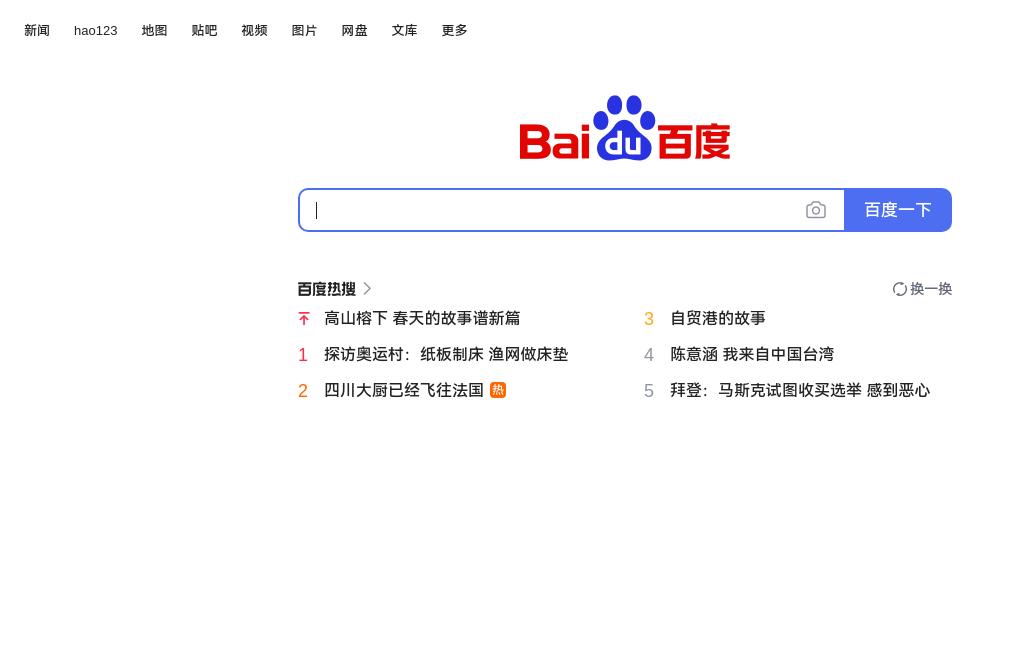 新闻 hao123 地图 贴吧 视频 图片 网盘 文库 更多
Bai du 百度
百度一下
百度热搜 换一换
高山榕下 春天的故事谱新篇
1 探访奥运村：纸板制床 渔网做床垫
2 四川大厨已经飞往法国 热
3 自贸港的故事
4 陈意涵 我来自中国台湾
5 拜登：马斯克试图收买选举 感到恶心